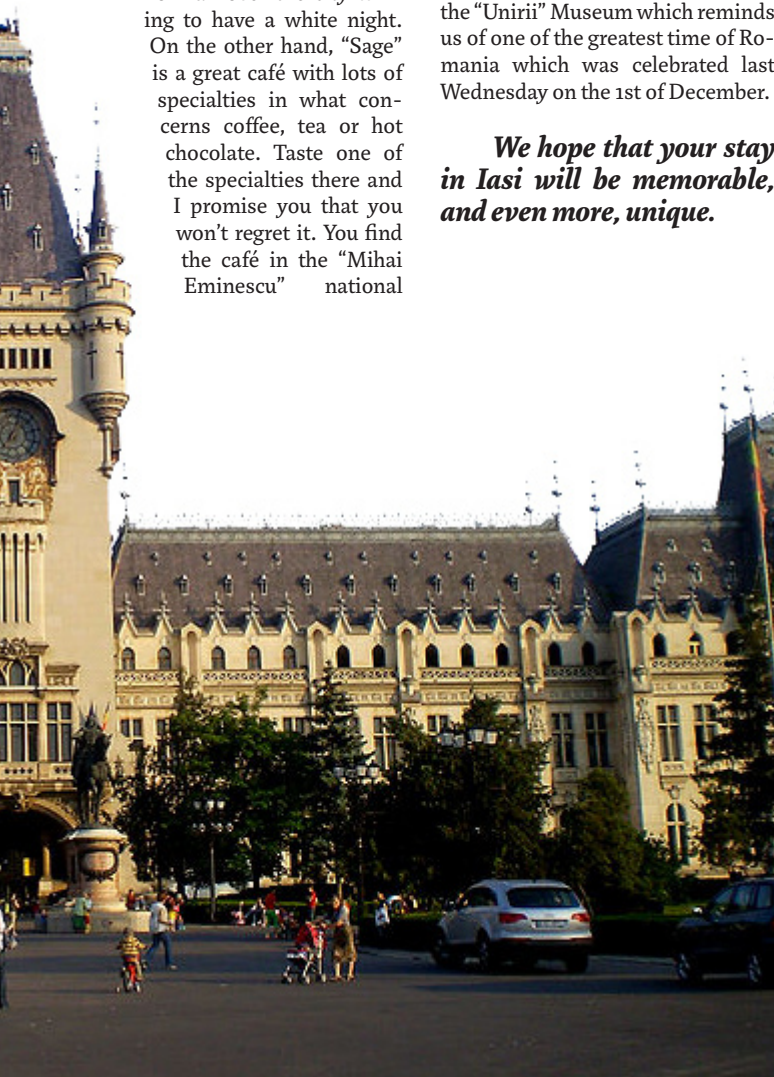 ing to have a white night.
On the other hand, “Sage”
is a great café with lots of
specialties in what con-
cerns coffee, tea or hot
chocolate. Taste one of
the specialties there and
I promise you that you
won’t regret it. You find
the café in the “Mihai
Eminescu” national
the “Unirii” Museum which reminds
us of one of the greatest time of Ro-
mania which was celebrated last
Wednesday on the 1st of December.
We hope that your stay
in Iasi will be memorable,
and even more, unique.